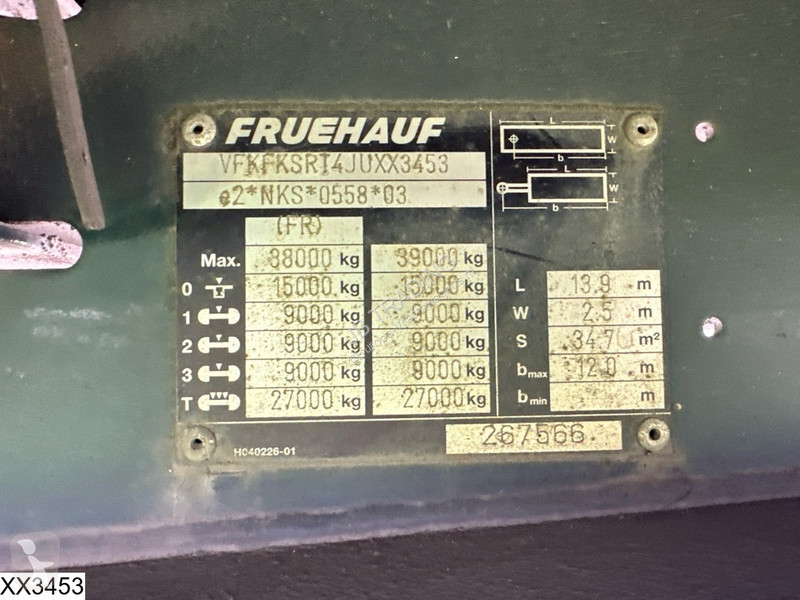 FRUEHAUF
VFKFKSRT4JUXX3453
e2*NKS*0558*03
(FR)
Max. 38000 kg 39000 kg
0 15000 kg 15000 kg
1 9000 kg 9000 kg
2 9000 kg 9000 kg
3 9000 kg 9000 kg
T 27000 kg 27000 kg
L
W
b
L
W
b
L 13.9 m
W 2.5 m
S 34.7 m²
bmax 12.0 m
bmin m
267566
H040226-01
XX3453